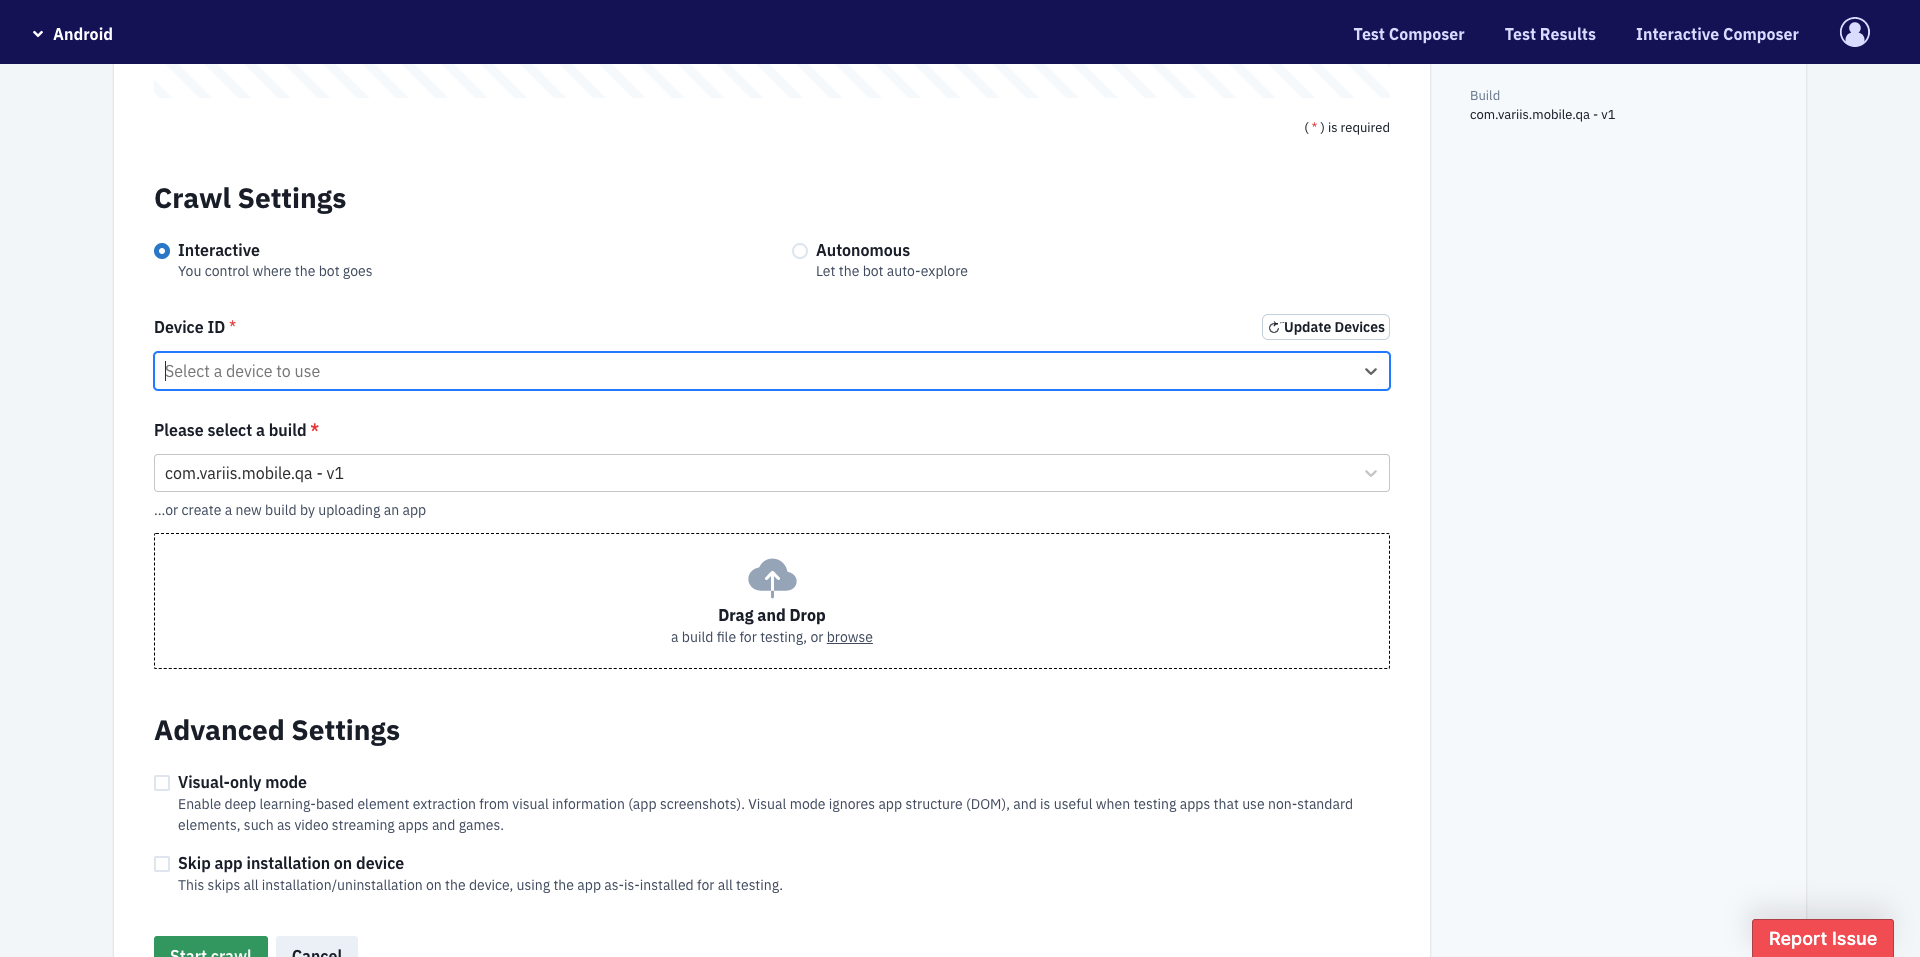 Android
Test Composer
Test Results
Interactive Composer
( * ) is required
Build
com.variis.mobile.qa - v1
Crawl Settings
Interactive
You control where the bot goes
Autonomous
Let the bot auto-explore
Device ID *
Update Devices
Select a device to use
Please select a build *
com.variis.mobile.qa - v1
...or create a new build by uploading an app
Drag and Drop
a build file for testing, or browse
Advanced Settings
Visual-only mode
Enable deep learning-based element extraction from visual information (app screenshots). Visual mode ignores app structure (DOM), and is useful when testing apps that use non-standard
elements, such as video streaming apps and games.
Skip app installation on device
This skips all installation/uninstallation on the device, using the app as-is-installed for all testing.
Start crawl
Cancel
Report Issue